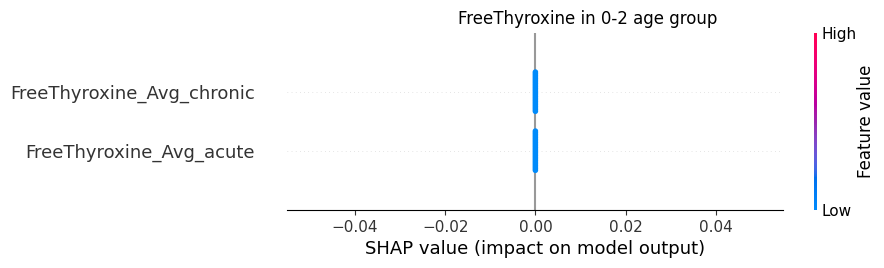 FreeThyroxine in 0-2 age group
High
FreeThyroxine_Avg_chronic
FreeThyroxine_Avg_acute
Feature value
Low
−0.04 −0.02 0.00 0.02 0.04
SHAP value (impact on model output)